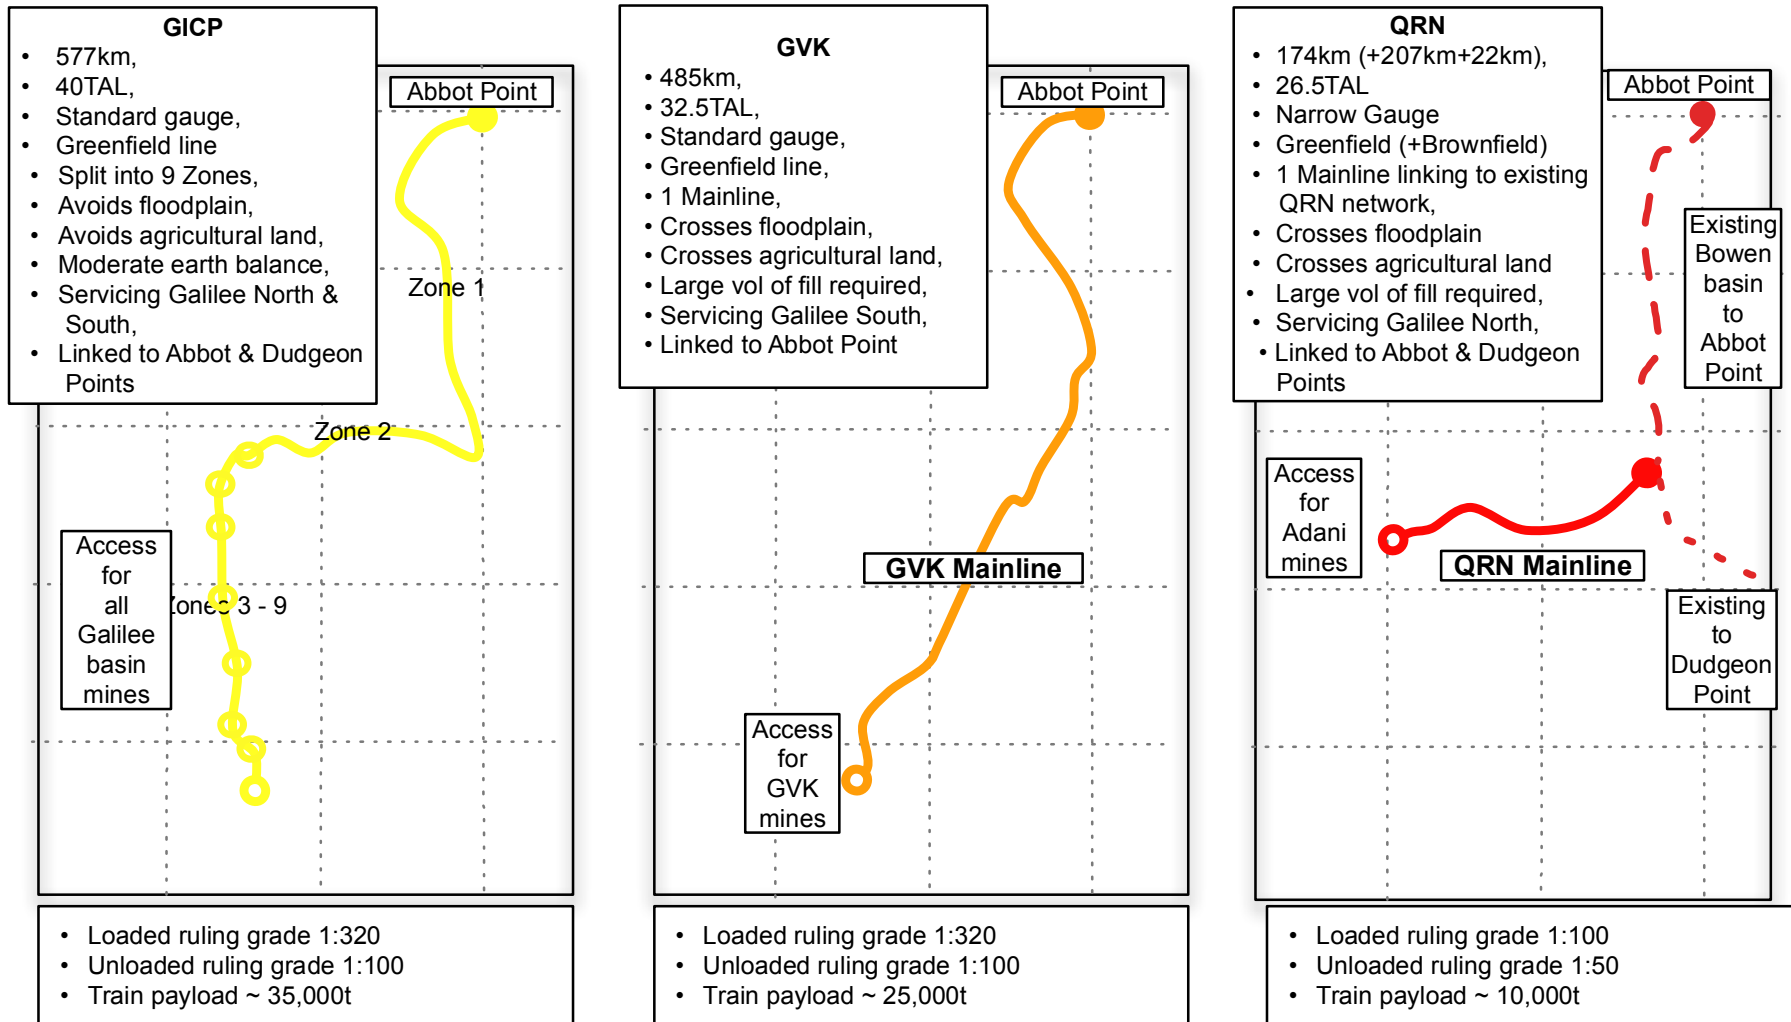 GICP
• 577km,
• 40TAL,
• Standard gauge,
• Greenfield line
• Split into 9 Zones,
• Avoids floodplain,
• Avoids agricultural land,
• Moderate earth balance,
• Servicing Galilee North &
South,
• Linked to Abbot & Dudgeon
Points
Abbot Point
Zone 1
Zone 2
Zones 3 - 9
Access
for
all
Galilee
basin
mines
• Loaded ruling grade 1:320
• Unloaded ruling grade 1:100
• Train payload ~ 35,000t
GVK
• 485km,
• 32.5TAL,
• Standard gauge,
• Greenfield line,
• 1 Mainline,
• Crosses floodplain,
• Crosses agricultural land,
• Large vol of fill required,
• Servicing Galilee South,
• Linked to Abbot Point
Abbot Point
GVK Mainline
Access
for
GVK
mines
• Loaded ruling grade 1:320
• Unloaded ruling grade 1:100
• Train payload ~ 25,000t
QRN
• 174km (+207km+22km),
• 26.5TAL
• Narrow Gauge
• Greenfield (+Brownfield)
• 1 Mainline linking to existing
QRN network,
• Crosses floodplain
• Crosses agricultural land
• Large vol of fill required,
• Servicing Galilee North,
• Linked to Abbot & Dudgeon
Points
Abbot Point
Existing
Bowen
basin
to
Abbot
Point
Access
for
Adani
mines
QRN Mainline
Existing
to
Dudgeon
Point
• Loaded ruling grade 1:100
• Unloaded ruling grade 1:50
• Train payload ~ 10,000t